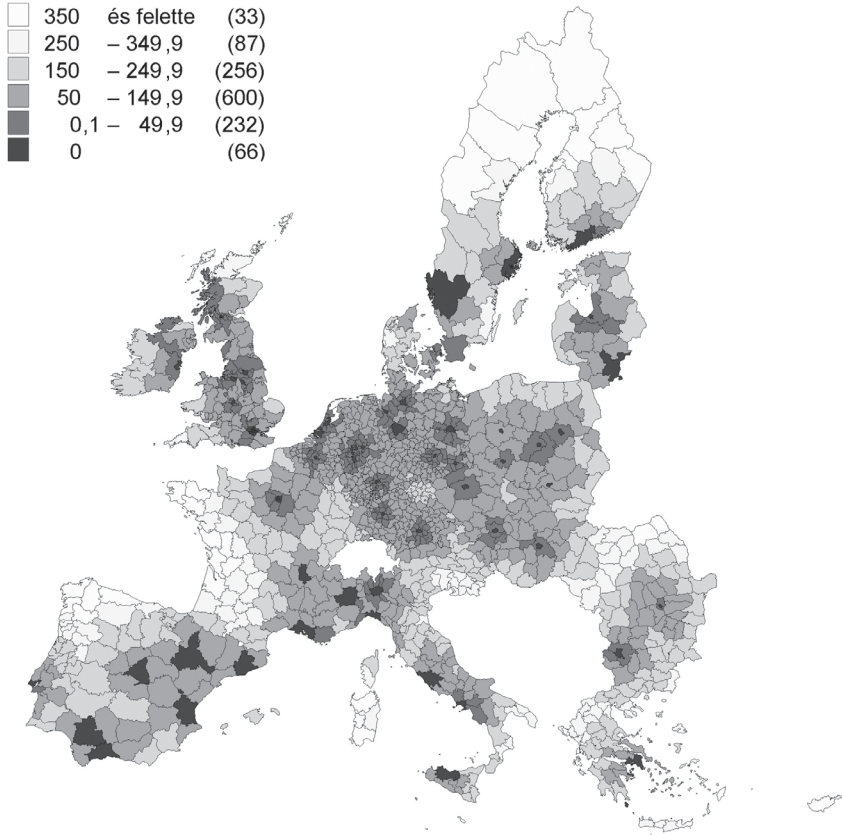 350 és felette (33)
250 – 349,9 (87)
150 – 249,9 (256)
50 – 149,9 (600)
0,1 – 49,9 (232)
0 (66)